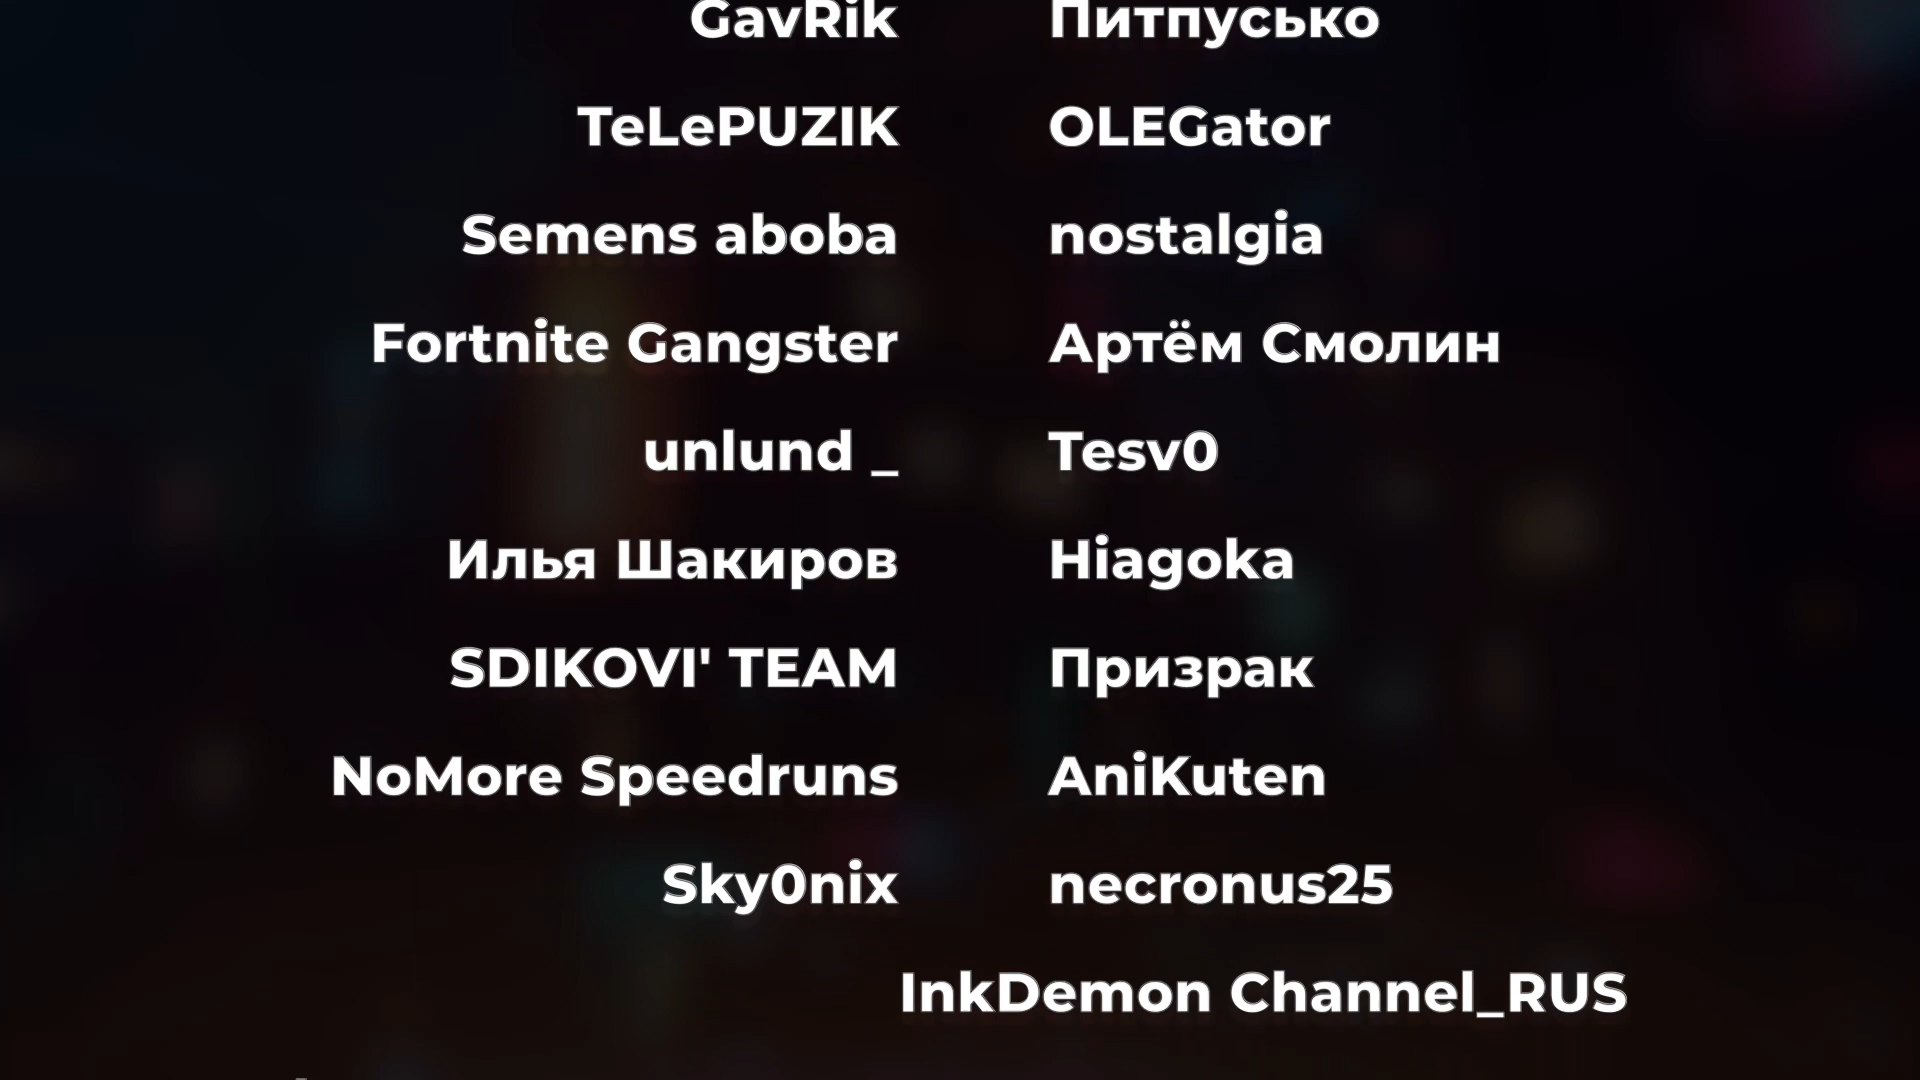 GavRik Питпусько
TeLePUZIK OLEGator
Semens aboba nostalgia
Fortnite Gangster Артём Смолин
unlund _ Tesv0
Илья Шакиров Hiagoka
SDIKOVI' TEAM Призрак
NoMore Speedruns AniKuten
Sky0nix necronus25
InkDemon Channel_RUS